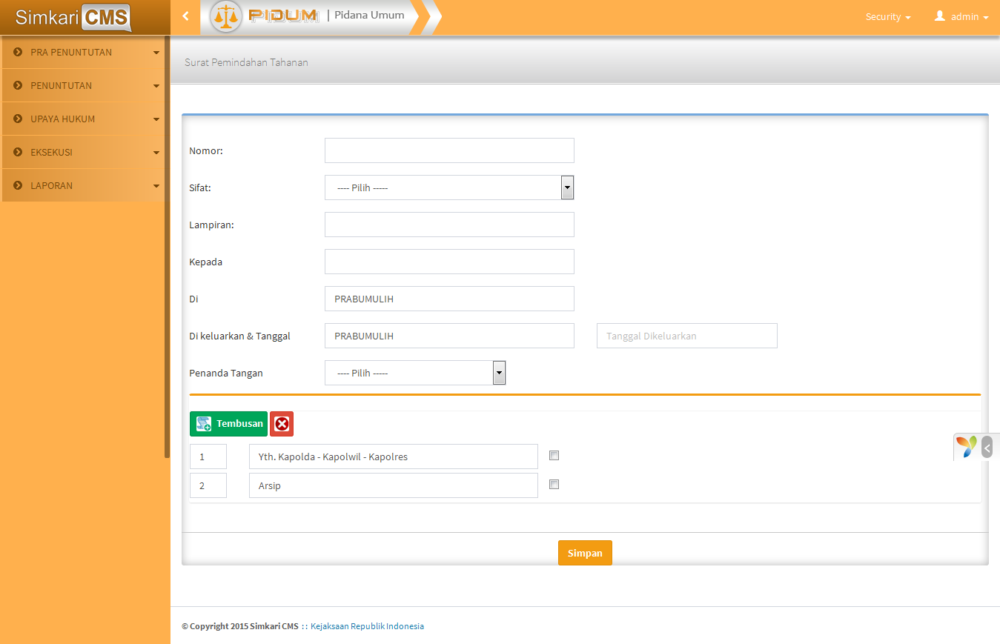 Simkari CMS
PIDUM | Pidana Umum
Security
admin
PRA PENUNTUTAN
PENUNTUTAN
UPAYA HUKUM
EKSEKUSI
LAPORAN
Surat Pemindahan Tahanan
Nomor:
Sifat: ---- Pilih -----
Lampiran:
Kepada
Di PRABUMULIH
Di keluarkan & Tanggal PRABUMULIH Tanggal Dikeluarkan
Penanda Tangan ---- Pilih -----
Tembusan
1 Yth. Kapolda - Kapolwil - Kapolres
2 Arsip
Simpan
© Copyright 2015 Simkari CMS :: Kejaksaan Republik Indonesia